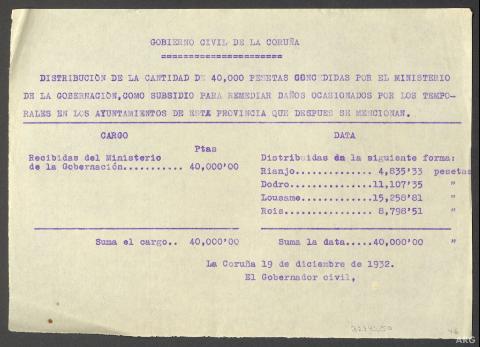 GOBIERNO CIVIL DE LA CORUÑA
=====================
DISTRIBUCIÓN DE LA CANTIDAD DE 40,000 PESETAS CONCEDIDAS POR EL MINISTERIO
DE LA GOBERNACIÓN,COMO SUBSIDIO PARA REMEDIAR DAÑOS OCASIONADOS POR LOS TEMPO-
RALES EN LOS AYUNTAMIENTOS DE ESTA PROVINCIA QUE DESPUES SE MENCIONAN.
CARGO
Ptas
Recibidas del Ministerio
de la Gobernación........... 40,000'00
Suma el cargo.. 40,000'00
DATA
Distribuidas en la siguiente forma:
Rianjo.............. 4,835'33 pesetas
Dodro..............11,107'35 "
Lousame............15,258'81 "
Rois............... 8,798'51 "
Suma la data.....40,000'00 "
La Coruña 19 de diciembre de 1932.
El Gobernador civil,
ARG